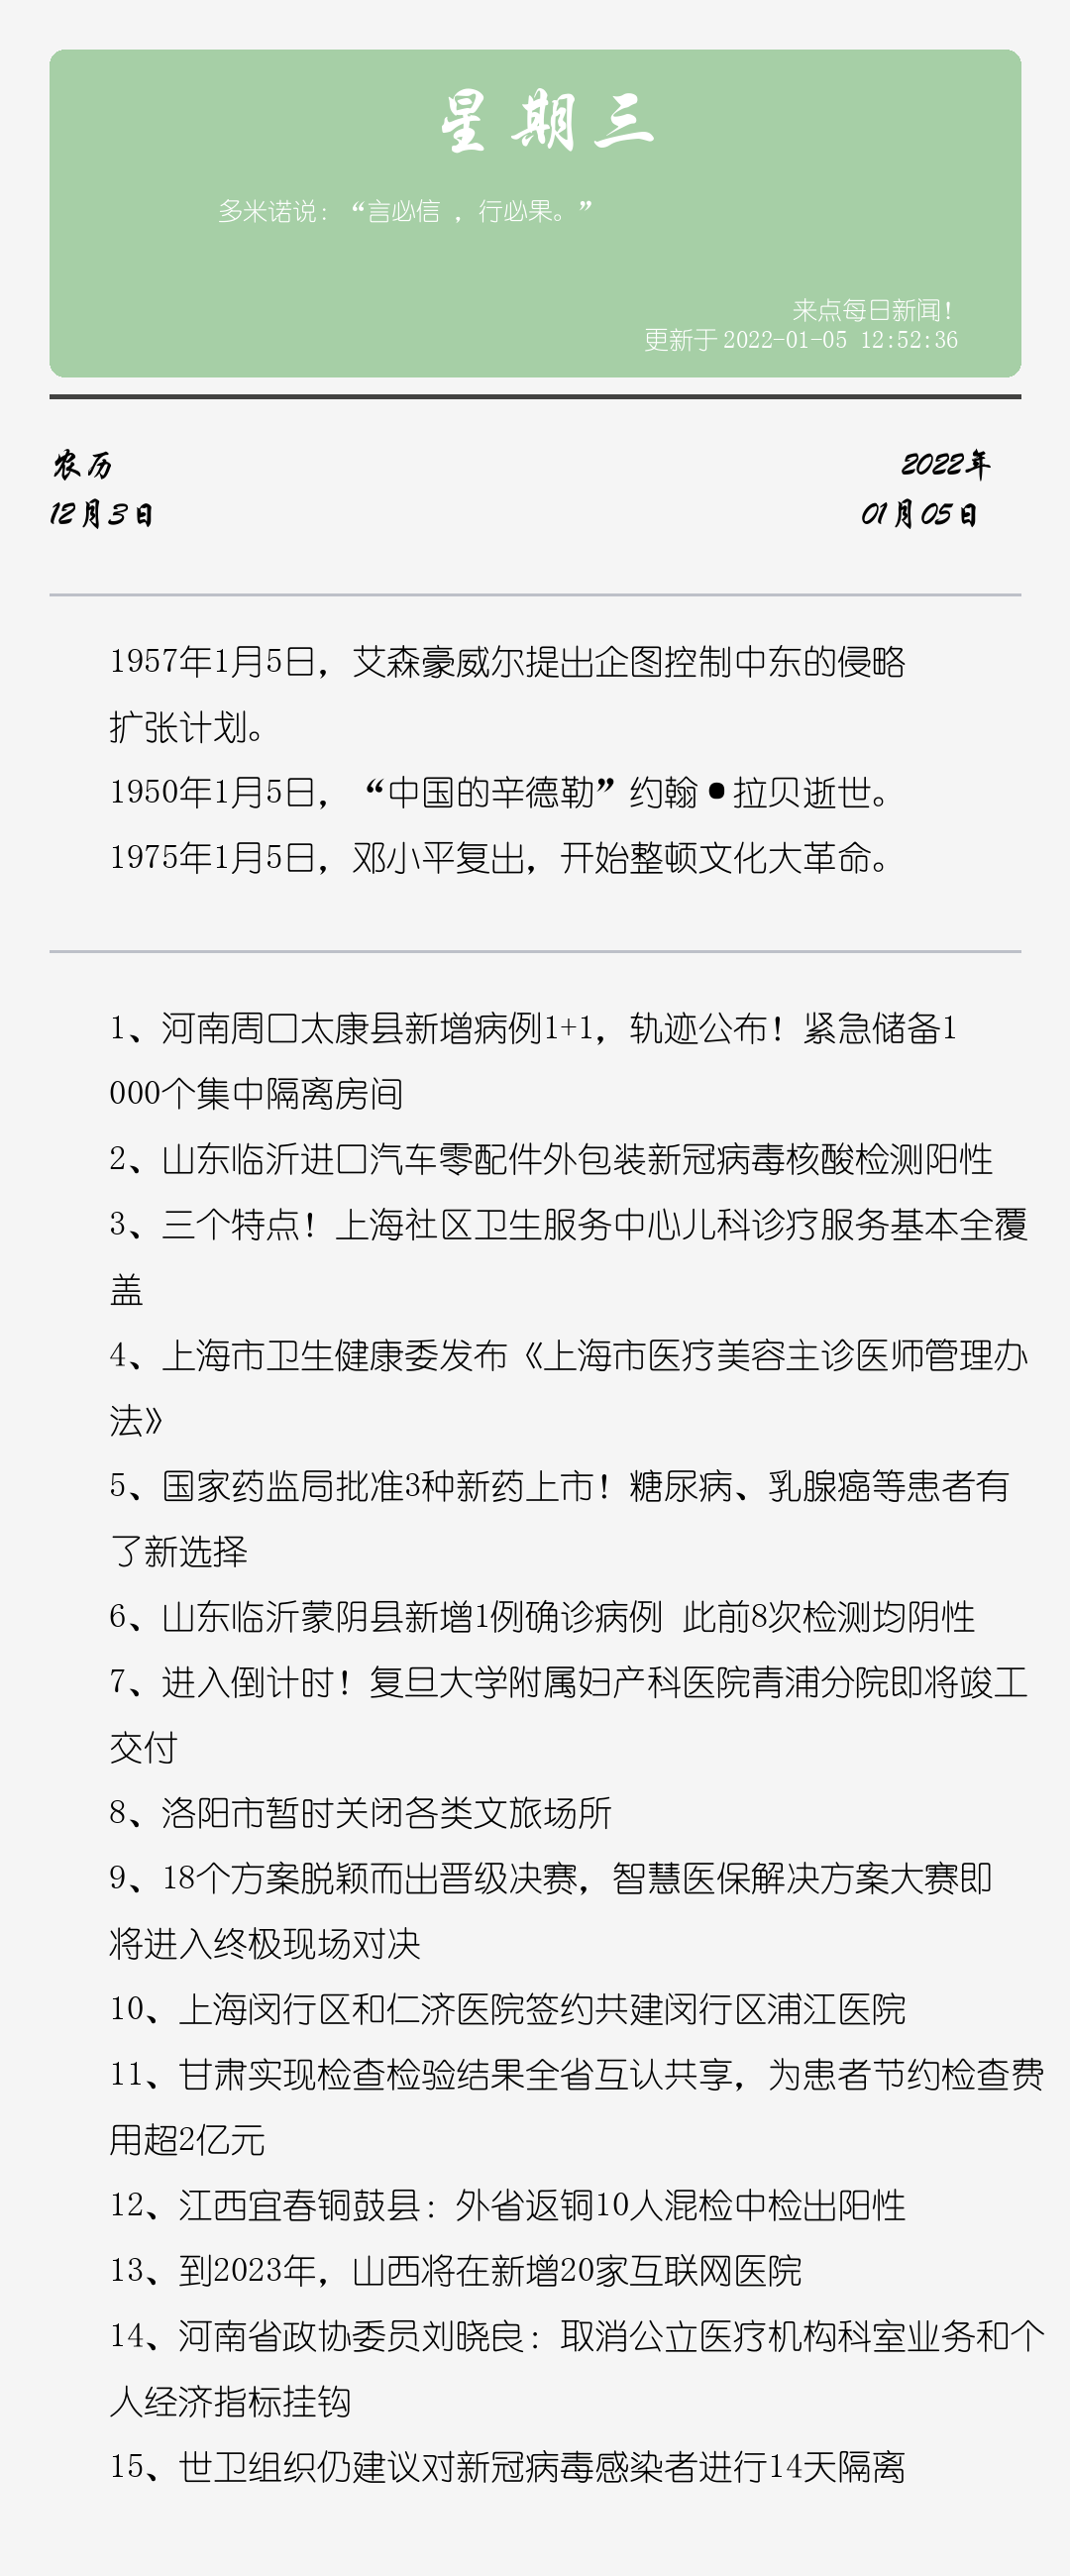 星期三
多米诺说：“言必信 ，行必果。”
来点每日新闻！
更新于 2022-01-05 12:52:36
农历
2022年
12月3日
01月05日
1957年1月5日，艾森豪威尔提出企图控制中东的侵略
扩张计划。
1950年1月5日，“中国的辛德勒”约翰•拉贝逝世。
1975年1月5日，邓小平复出，开始整顿文化大革命。
1、河南周口太康县新增病例1+1，轨迹公布！紧急储备1
000个集中隔离房间
2、山东临沂进口汽车零配件外包装新冠病毒核酸检测阳性
3、三个特点！上海社区卫生服务中心儿科诊疗服务基本全覆
盖
4、上海市卫生健康委发布《上海市医疗美容主诊医师管理办
法》
5、国家药监局批准3种新药上市！糖尿病、乳腺癌等患者有
了新选择
6、山东临沂蒙阴县新增1例确诊病例 此前8次检测均阴性
7、进入倒计时！复旦大学附属妇产科医院青浦分院即将竣工
交付
8、洛阳市暂时关闭各类文旅场所
9、18个方案脱颖而出晋级决赛，智慧医保解决方案大赛即
将进入终极现场对决
10、上海闵行区和仁济医院签约共建闵行区浦江医院
11、甘肃实现检查检验结果全省互认共享，为患者节约检查费
用超2亿元
12、江西宜春铜鼓县：外省返铜10人混检中检出阳性
13、到2023年，山西将在新增20家互联网医院
14、河南省政协委员刘晓良：取消公立医疗机构科室业务和个
人经济指标挂钩
15、世卫组织仍建议对新冠病毒感染者进行14天隔离